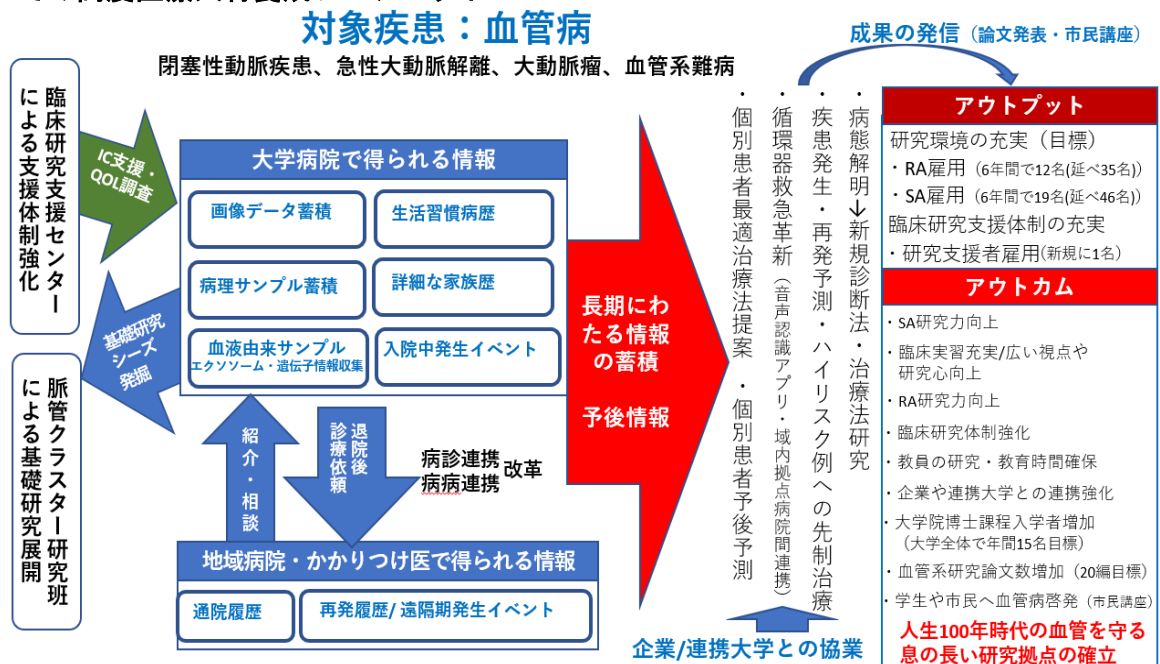 対象疾患：血管病
閉塞性動脈疾患、急性大動脈解離、大動脈瘤、血管系難病
成果の発信（論文発表・市民講座）
臨床研究支援センター
による支援体制強化
IC支援・
QOL調査
基礎研究
シーズ
発掘
脈管クラスター研究班
による基礎研究展開
大学病院で得られる情報
画像データ蓄積
生活習慣病歴
病理サンプル蓄積
詳細な家族歴
血液由来サンプル
エクソソーム・遺伝子情報収集
入院中発生イベント
紹介・相談
退院後
診療依頼
病診連携
病病連携
改革
地域病院・かかりつけ医で得られる情報
通院履歴
再発履歴/ 遠隔期発生イベント
長期にわ
たる情報
の蓄積
予後情報
・病態解明→新規診断法・治療法研究
・疾患発生・再発予測・ハイリスク例への先制治療
・循環器救急革新（音声認識アプリ・域内拠点病院間連携）
・個別患者最適治療法提案 ・個別患者予後予測
企業/連携大学との協業
アウトプット
研究環境の充実（目標）
・RA雇用（6年間で12名(延べ35名)）
・SA雇用（6年間で19名(延べ46名)）
臨床研究支援体制の充実
・研究支援者雇用(新規に1名)
アウトカム
・SA研究力向上
・臨床実習充実/広い視点や
研究心向上
・RA研究力向上
・臨床研究体制強化
・教員の研究・教育時間確保
・企業や連携大学との連携強化
・大学院博士課程入学者増加
（大学全体で年間15名目標）
・血管系研究論文数増加（20編目標）
・学生や市民へ血管病啓発（市民講座）
人生100年時代の血管を守る
息の長い研究拠点の確立